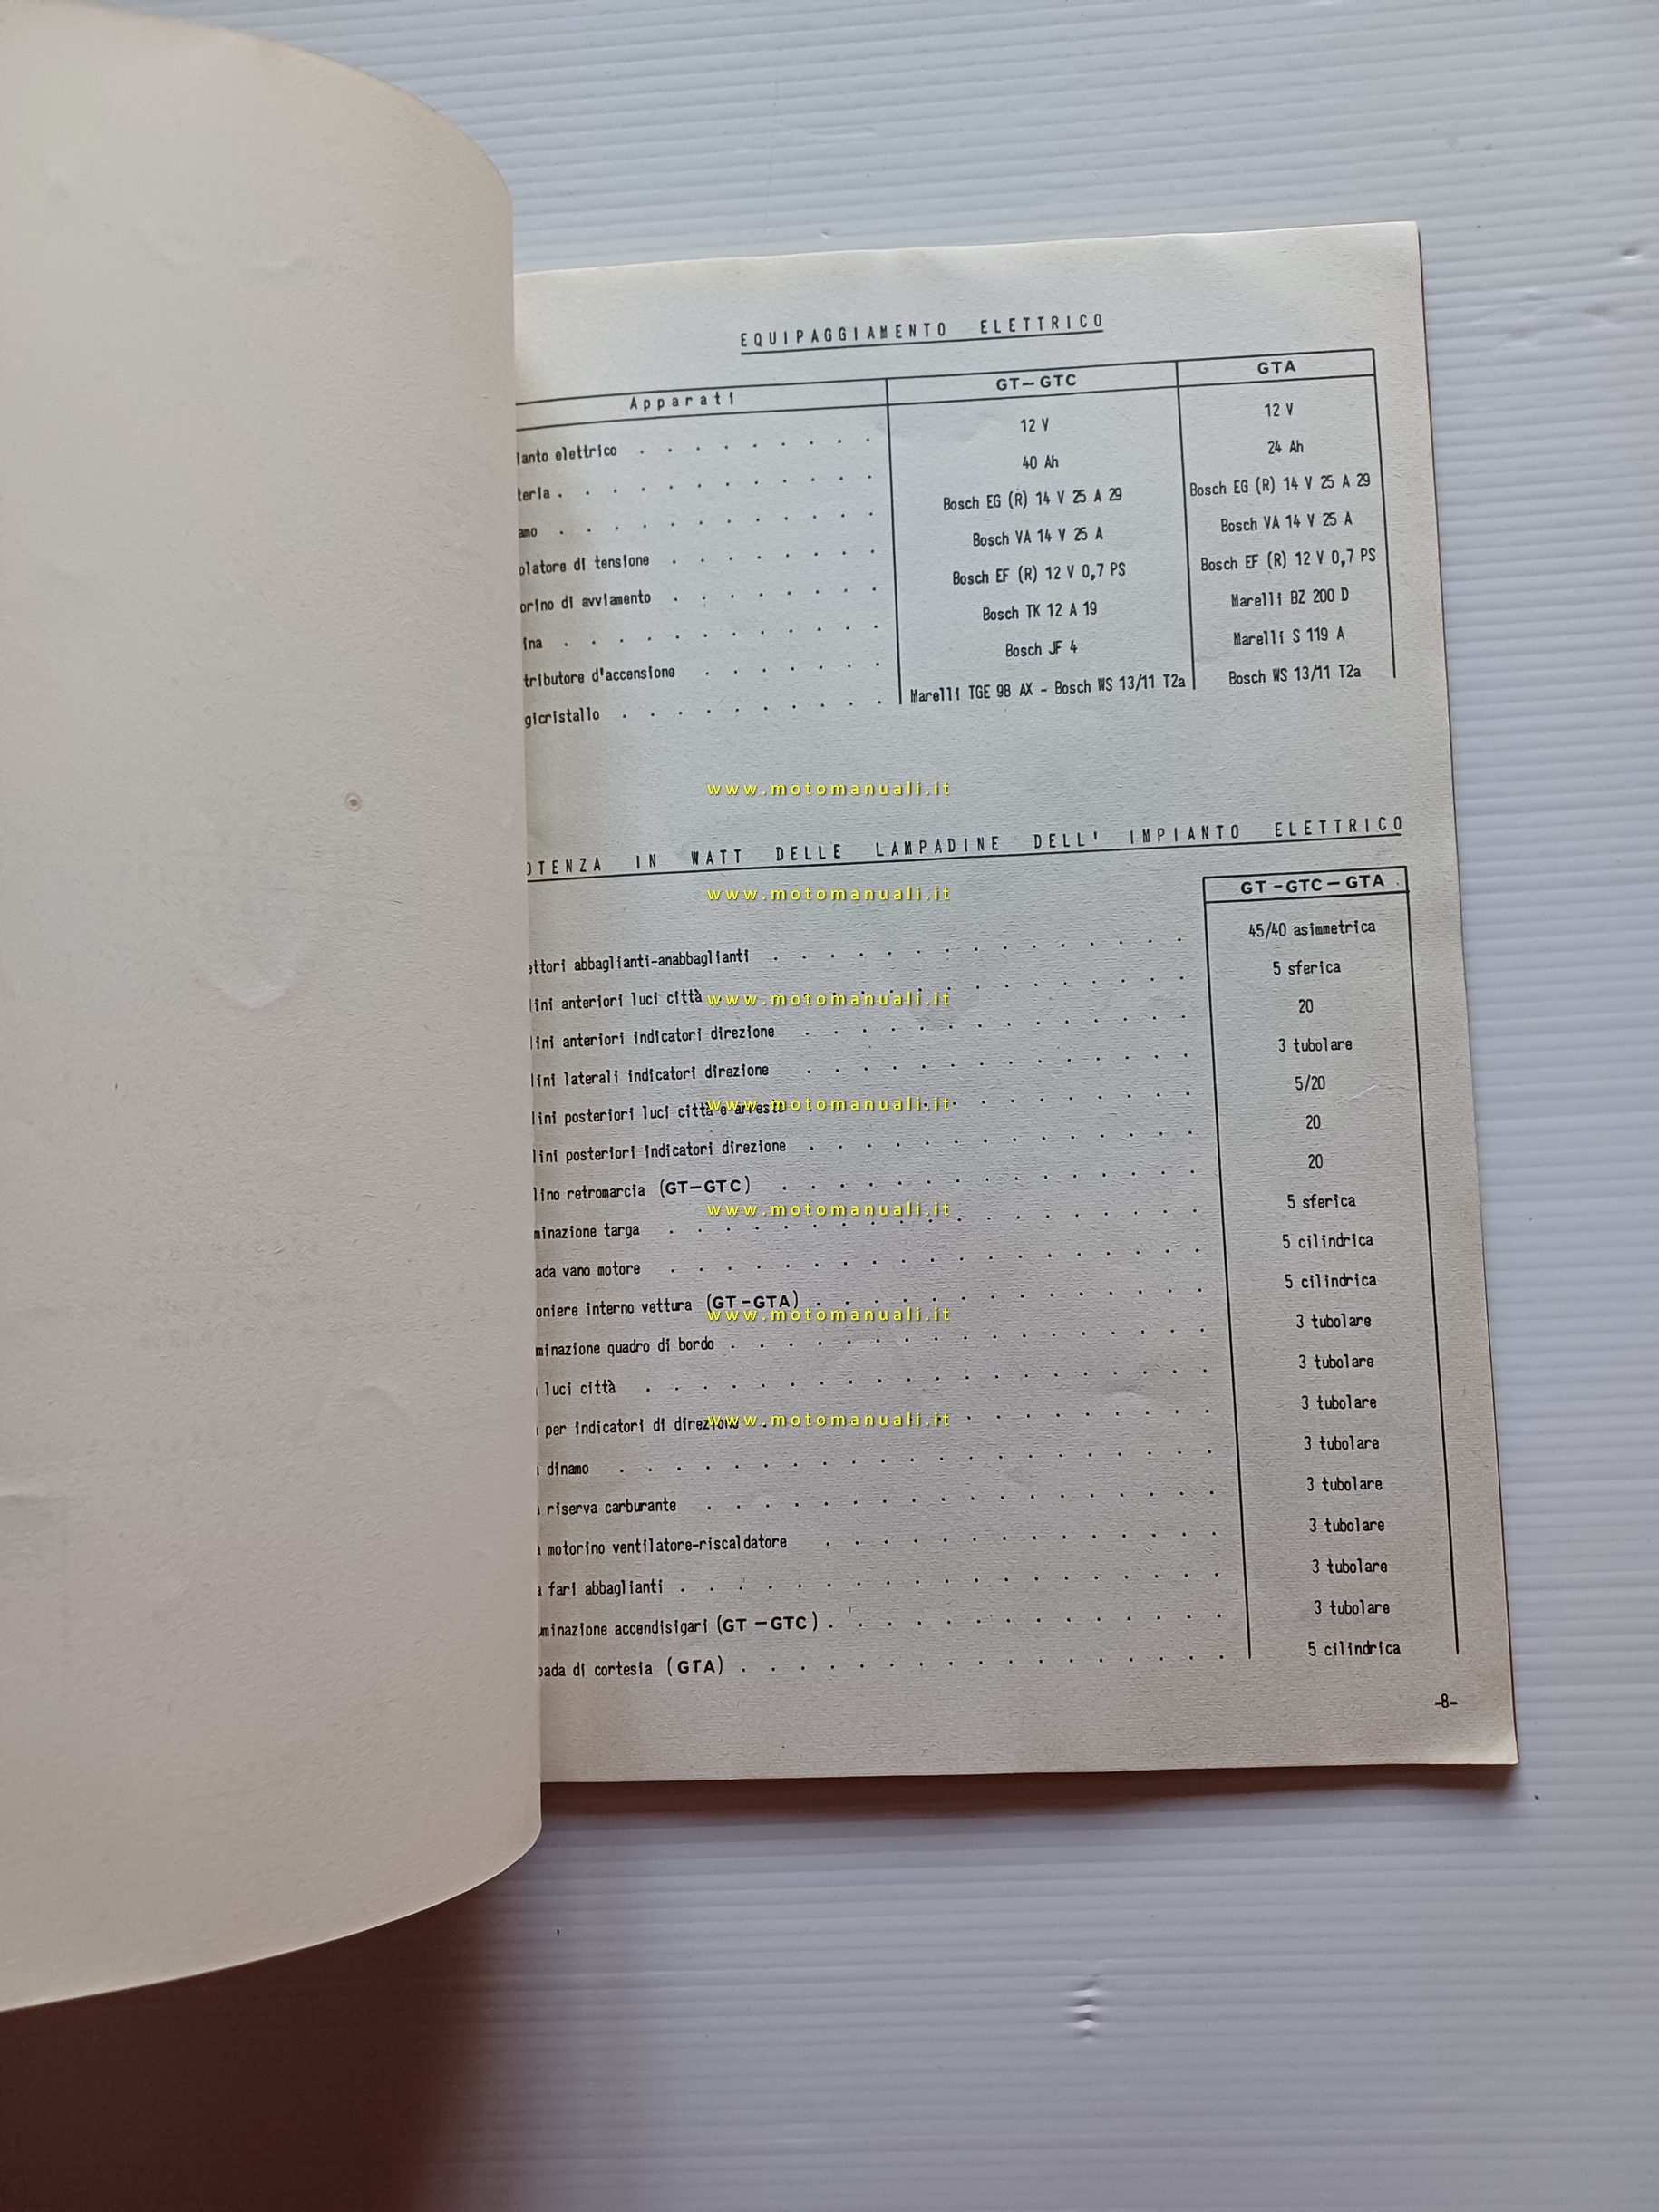 EQUIPAGGIAMENTO ELETTRICO
Apparati GT-GTC GTA
ianto elettrico . . . . . . . . . 12 V 12 V
teria . . . . . . . . . . . . 40 Ah 24 Ah
amo . . . . . . . . . . . . Bosch EG (R) 14 V 25 A 29 Bosch EG (R) 14 V 25 A 29
olatore di tensione . . . . . . . . Bosch VA 14 V 25 A Bosch VA 14 V 25 A
orino di avviamento . . . . . . . . Bosch EF (R) 12 V 0,7 PS Bosch EF (R) 12 V 0,7 PS
ina . . . . . . . . . . . . Bosch TK 12 A 19 Marelli BZ 200 D
tributore d'accensione . . . . . . . Bosch JF 4 Marelli S 119 A
gicristallo . . . . . . . . . . Marelli TGE 98 AX - Bosch WS 13/11 T2a Bosch WS 13/11 T2a
www.motomanuali.it
OTENZA IN WATT DELLE LAMPADINE DELL' IMPIANTO ELETTRICO
GT-GTC-GTA
www.motomanuali.it
ettori abbaglianti-anabbaglianti . . . . . . . . . . . . . . . 45/40 asimmetrica
lini anteriori luci città www.motomanuali.it . . . . . . . . 5 sferica
lini anteriori indicatori direzione . . . . . . . . . . . . . . 20
lini laterali indicatori direzione . . . . . . . . . . . . . . 3 tubolare
lini posteriori luci città e arresto www.motomanuali.it . . . . . . . . 5/20
lini posteriori indicatori direzione . . . . . . . . . . . . . . 20
lino retromarcia (GT-GTC) . . . . . . . . . . . . . . . 20
www.motomanuali.it
minazione targa . . . . . . . . . . . . . . . . . . . 5 sferica
ada vano motore . . . . . . . . . . . . . . . . . . . 5 cilindrica
oniere interno vettura (GT-GTA) . . . . . . . . . . . . . . 5 cilindrica
www.motomanuali.it
minazione quadro di bordo . . . . . . . . . . . . . . . . . 3 tubolare
luci città . . . . . . . . . . . . . . . . . . . . 3 tubolare
per indicatori di direzione www.motomanuali.it . . . . . . . . . 3 tubolare
dinamo . . . . . . . . . . . . . . . . . . . . . 3 tubolare
riserva carburante . . . . . . . . . . . . . . . . . . 3 tubolare
a motorino ventilatore-riscaldatore . . . . . . . . . . . . . . 3 tubolare
a fari abbaglianti . . . . . . . . . . . . . . . . . . . 3 tubolare
minazione accendisigari (GT-GTC) . . . . . . . . . . . . . . 3 tubolare
pada di cortesia (GTA) . . . . . . . . . . . . . . . . . 5 cilindrica
-8-